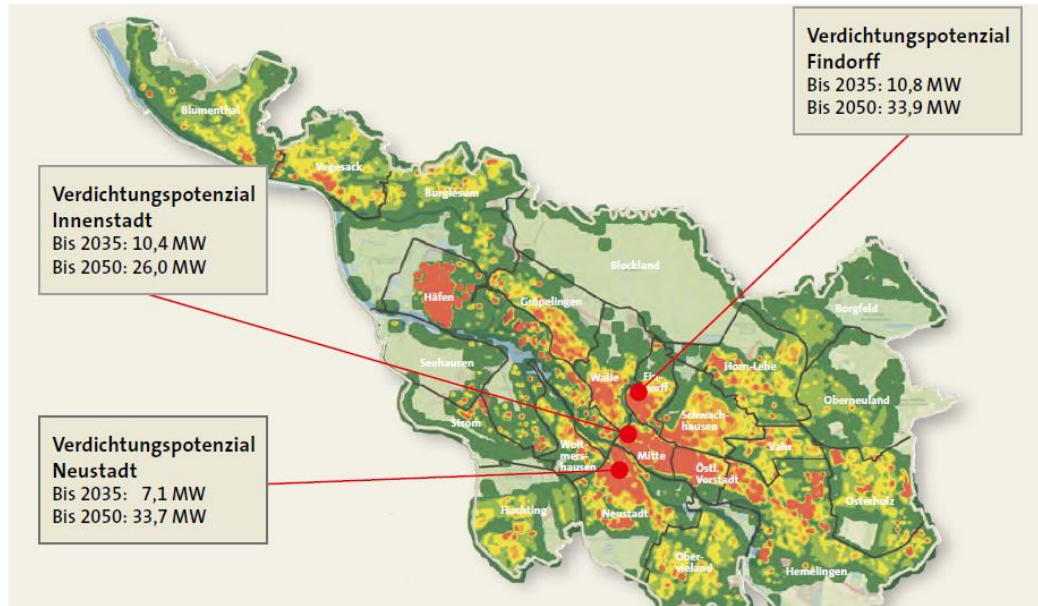 Verdichtungspotenzial
Findorff
Bis 2035: 10,8 MW
Bis 2050: 33,9 MW
Verdichtungspotenzial
Innenstadt
Bis 2035: 10,4 MW
Bis 2050: 26,0 MW
Verdichtungspotenzial
Neustadt
Bis 2035: 7,1 MW
Bis 2050: 33,7 MW
Blumenthal
Vegesack
Burglesum
Blockland
Häfen
Gröpelingen
Borgfeld
Seehausen
Walle
Fin-
dorff
Horn-Lehe
Oberneuland
Strom
Schwach-
hausen
Wolt-
mers-
hausen
Mitte
Östl.
Vorstadt
Vahr
Osterholz
Huchting
Neustadt
Ober-
vieland
Hemelingen